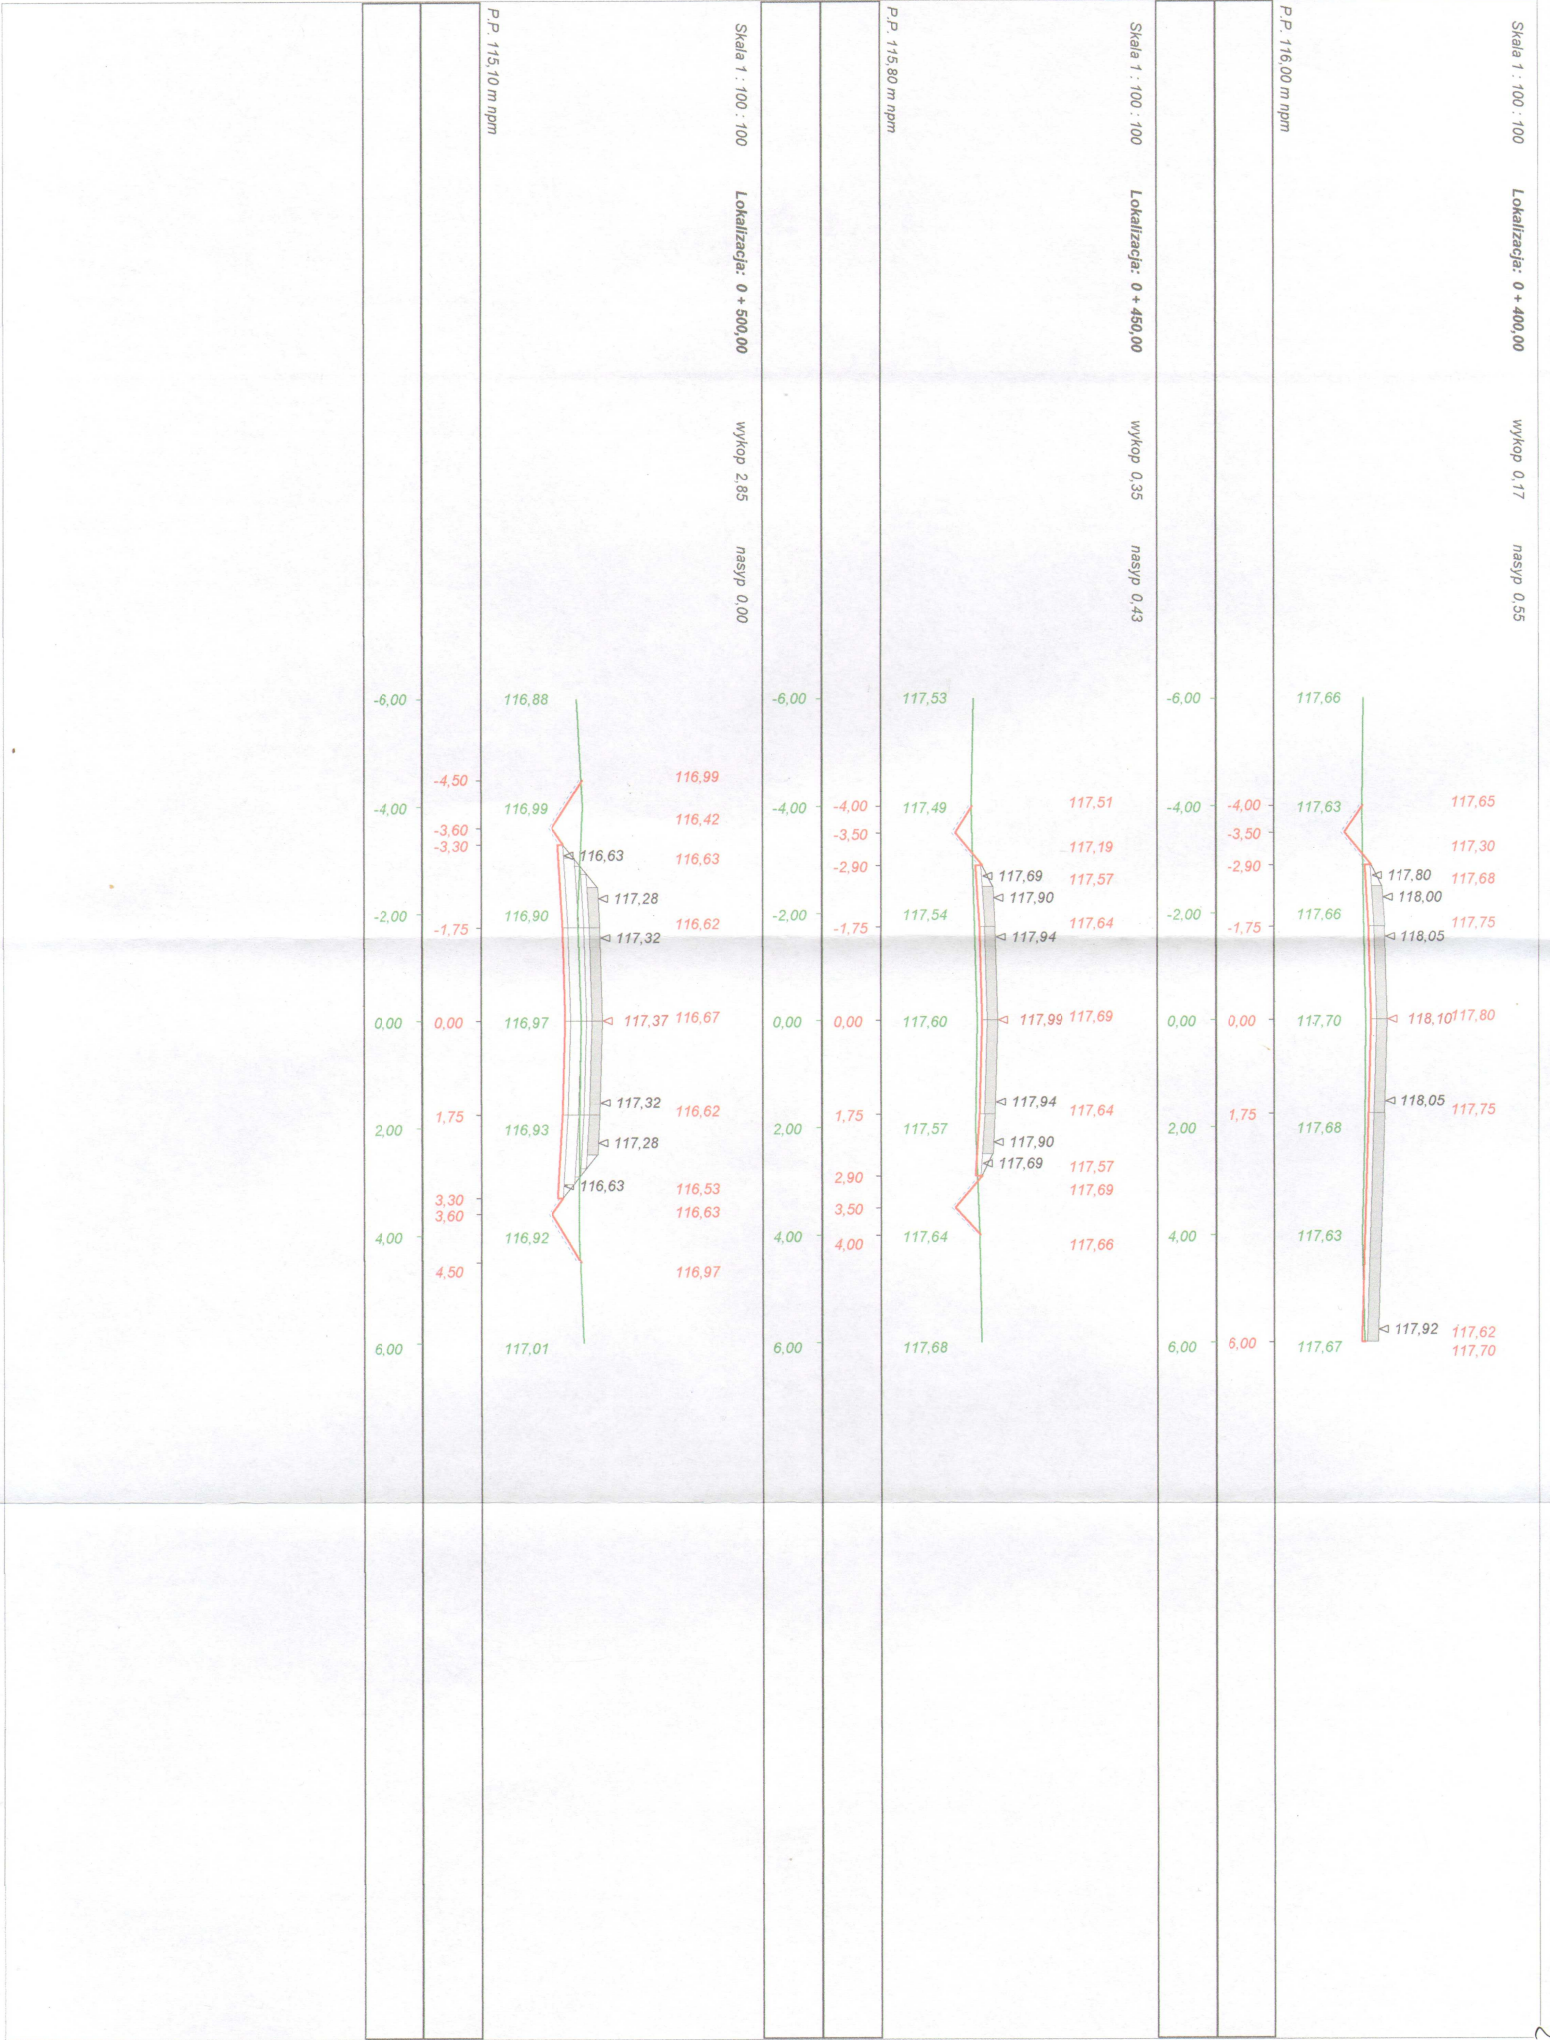 Skala 1 : 100 : 100 Lokalizacja: 0 + 400,00 wykop 0,17 nasyp 0,55
117,65 117,30 117,68 117,75 117,80 117,75 117,62
117,70
117,80 118,00 118,05 118,10 118,05 117,92
P.P. 116,00 m npm
117,66 117,63 117,66 117,70 117,68 117,63 117,67
-4,00 -3,50 -2,90 -1,75 0,00 1,75 6,00
-6,00 -4,00 -2,00 0,00 2,00 4,00 6,00
Skala 1 : 100 : 100 Lokalizacja: 0 + 450,00 wykop 0,35 nasyp 0,43
117,51 117,19 117,57 117,64 117,69 117,64 117,57 117,69 117,66
117,69 117,90 117,94 117,99 117,94 117,90 117,69
P.P. 115,80 m npm
117,53 117,49 117,54 117,60 117,57 117,64 117,68
-4,00 -3,50 -2,90 -1,75 0,00 1,75 2,90 3,50 4,00
-6,00 -4,00 -2,00 0,00 2,00 4,00 6,00
Skala 1 : 100 : 100 Lokalizacja: 0 + 500,00 wykop 2,85 nasyp 0,00
116,99 116,42 116,63 116,62 116,67 116,62 116,53 116,63 116,97
116,63 117,28 117,32 117,37 117,32 117,28 116,63
P.P. 115,10 m npm
116,88 116,99 116,90 116,97 116,93 116,92 117,01
-4,50 -3,60 -3,30 -1,75 0,00 1,75 3,30 3,60 4,50
-6,00 -4,00 -2,00 0,00 2,00 4,00 6,00